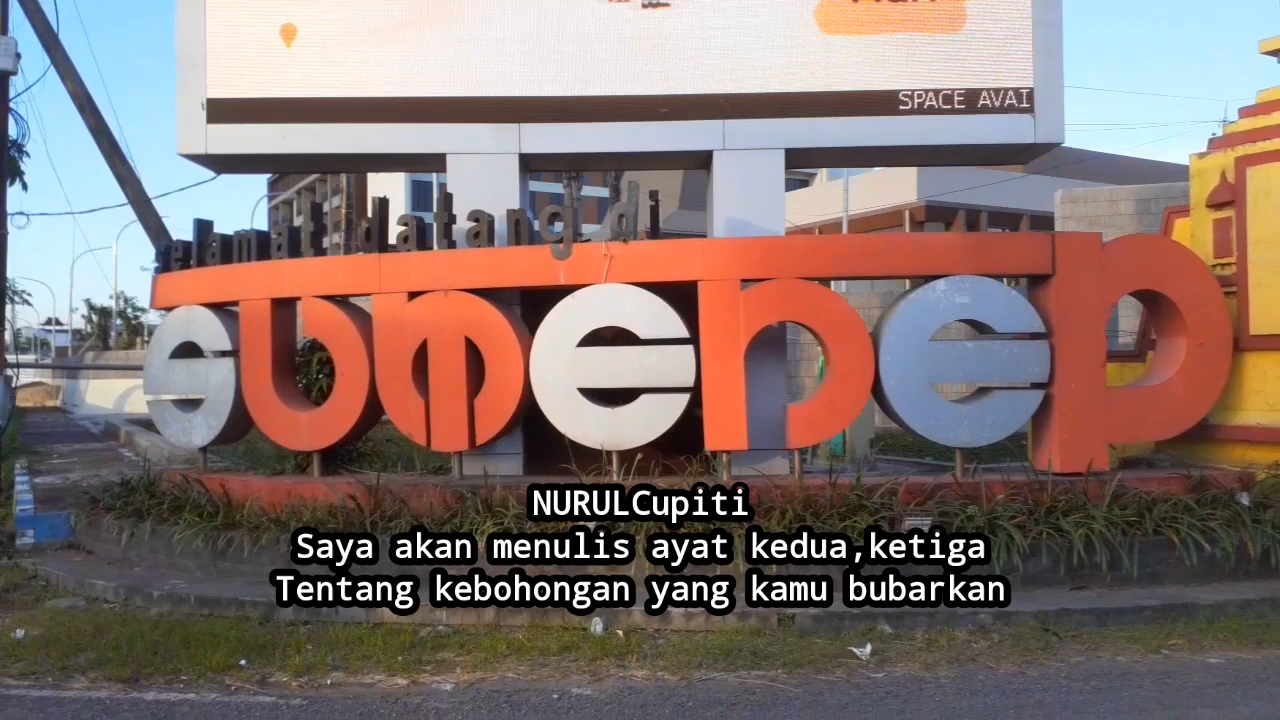 SPACE AVAI
selamat datang di
sumenep
NURULCupiti
Saya akan menulis ayat kedua,ketiga
Tentang kebohongan yang kamu bubarkan